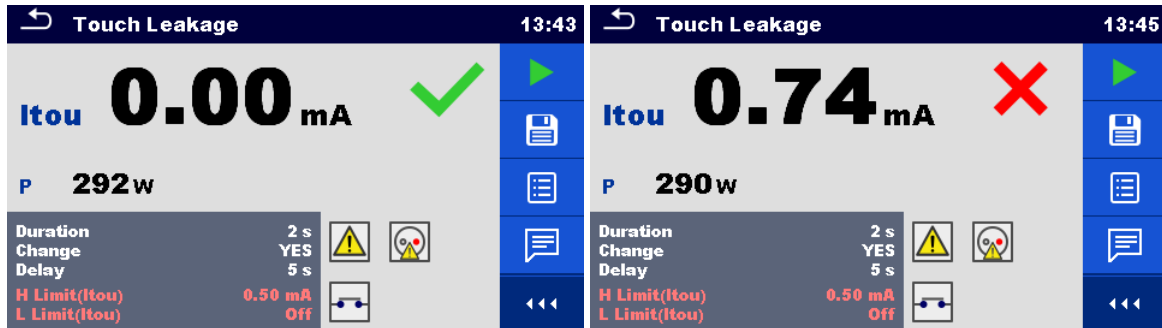 Touch Leakage 13:43
Itou 0.00 mA
P 292 W
Duration 2 s
Change YES
Delay 5 s
H Limit(Itou) 0.50 mA
L Limit(Itou) Off
Touch Leakage 13:45
Itou 0.74 mA
P 290 W
Duration 2 s
Change YES
Delay 5 s
H Limit(Itou) 0.50 mA
L Limit(Itou) Off